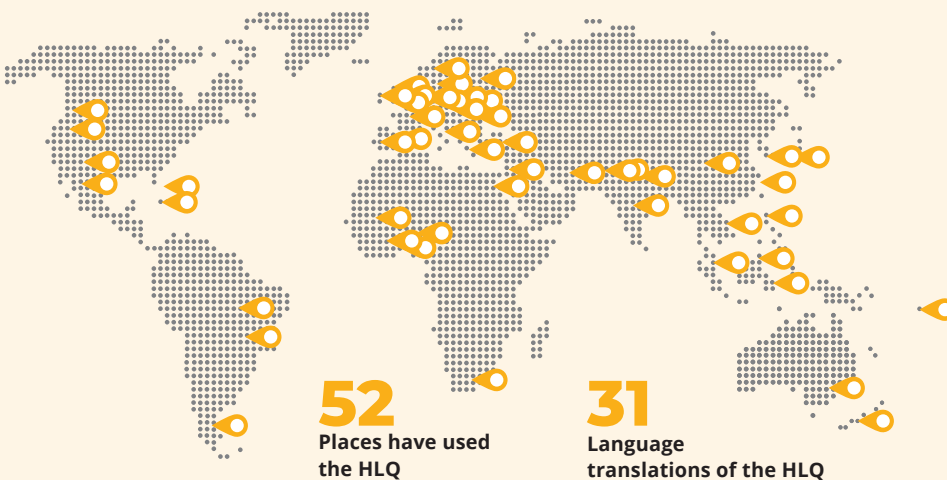 52
Places have used
the HLQ
31
Language
translations of the HLQ